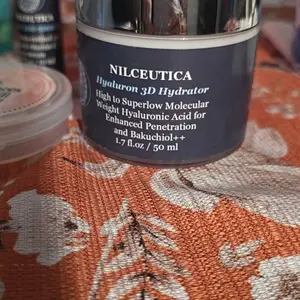 NILCEUTICA
Hyaluron 3D Hydrator
High to Superlow Molecular
Weight Hyaluronic Acid for
Enhanced Penetration
and Bakuchiol++
1.7 fl.oz / 50 ml